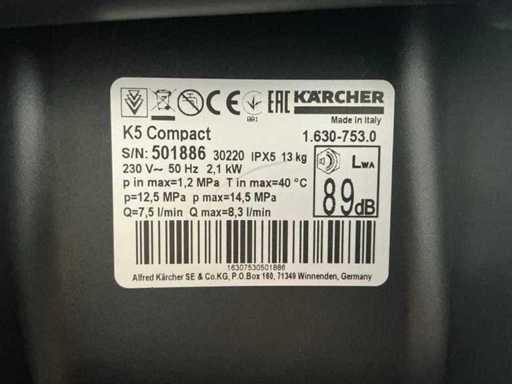 CE EAC KÄRCHER
Made in Italy
K5 Compact 1.630-753.0
S/N: 501886 30220 IPX5 13 kg
230 V~ 50 Hz 2,1 kW
p in max=1,2 MPa T in max=40 °C
p=12,5 MPa p max=14,5 MPa
Q=7,5 l/min Q max=8,3 l/min
LWA
89dB
16307530501886
Alfred Kärcher SE & Co.KG, P.O.Box 160, 71349 Winnenden, Germany